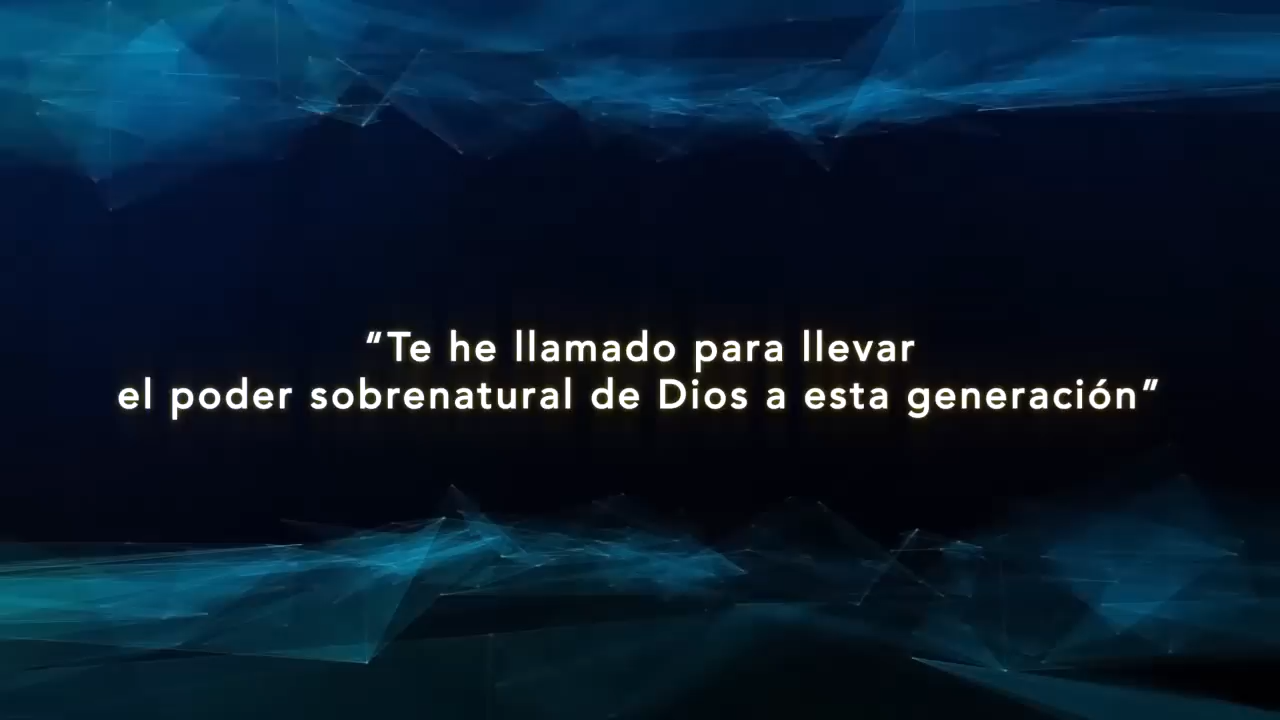 “Te he llamado para llevar
el poder sobrenatural de Dios a esta generación”